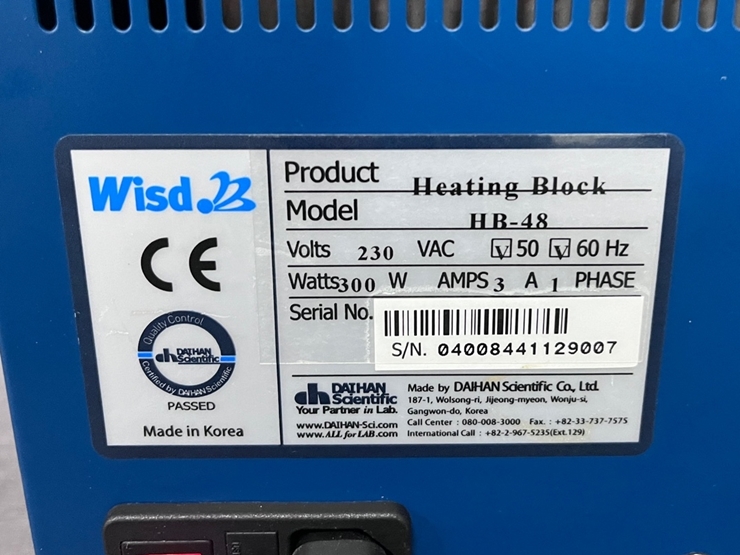 Wisd.
CE
Quality Control
dh DAIHAN
Scientific
Certified by DAIHAN Scientific
PASSED
Made in Korea
Product Heating Block
Model HB-48
Volts 230 VAC V 50 V 60 Hz
Watts 300 W AMPS 3 A 1 PHASE
Serial No.
S/N. 04008441129007
dh DAIHAN
Scientific
Your Partner in Lab.
www.DAIHAN-Sci.com
www.ALL for LAB.com
Made by DAIHAN Scientific Co., Ltd.
187-1, Wolsong-ri, Jijeong-myeon, Wonju-si,
Gangwon-do, Korea
Call Center : 080-008-3000 Fax. : +82-33-737-7575
International Call : +82-2-967-5235(Ext.129)